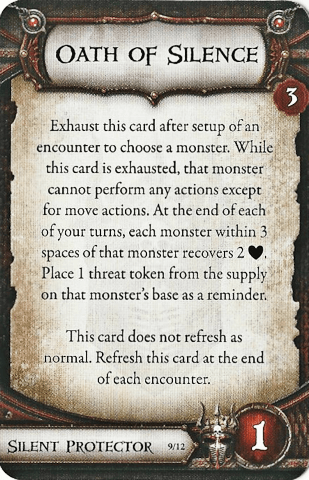 Oath of Silence
3
Exhaust this card after setup of an
encounter to choose a monster. While
this card is exhausted, that monster
cannot perform any actions except
for move actions. At the end of each
of your turns, each monster within 3
spaces of that monster recovers 2 ♥.
Place 1 threat token from the supply
on that monster's base as a reminder.
This card does not refresh as
normal. Refresh this card at the end
of each encounter.
Silent Protector 9/12
1